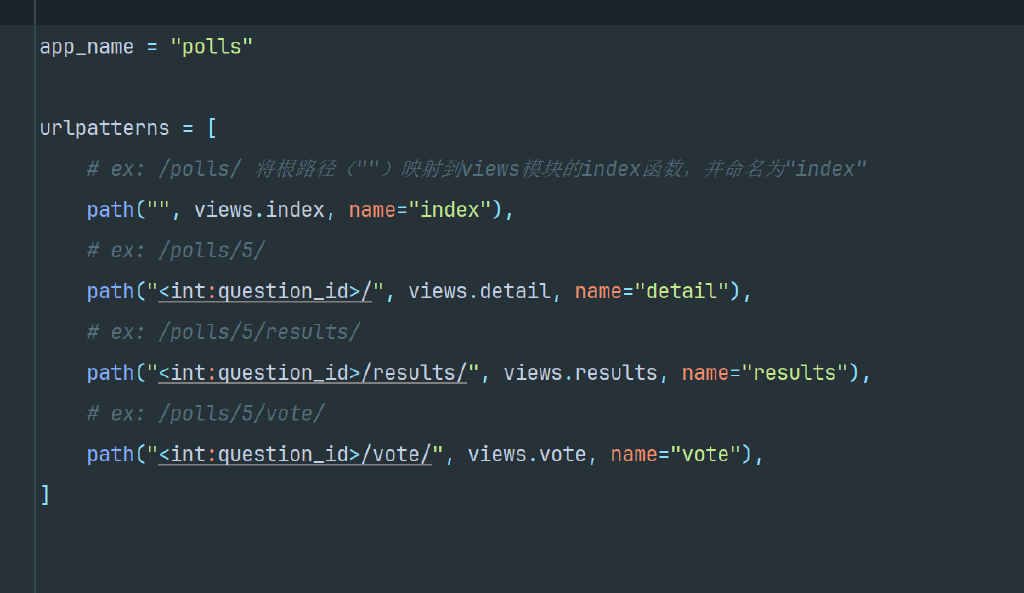 app_name = "polls"
urlpatterns = [
# ex: /polls/ 将根路径（""）映射到views模块的index函数，并命名为"index"
path("", views.index, name="index"),
# ex: /polls/5/
path("<int:question_id>/", views.detail, name="detail"),
# ex: /polls/5/results/
path("<int:question_id>/results/", views.results, name="results"),
# ex: /polls/5/vote/
path("<int:question_id>/vote/", views.vote, name="vote"),
]